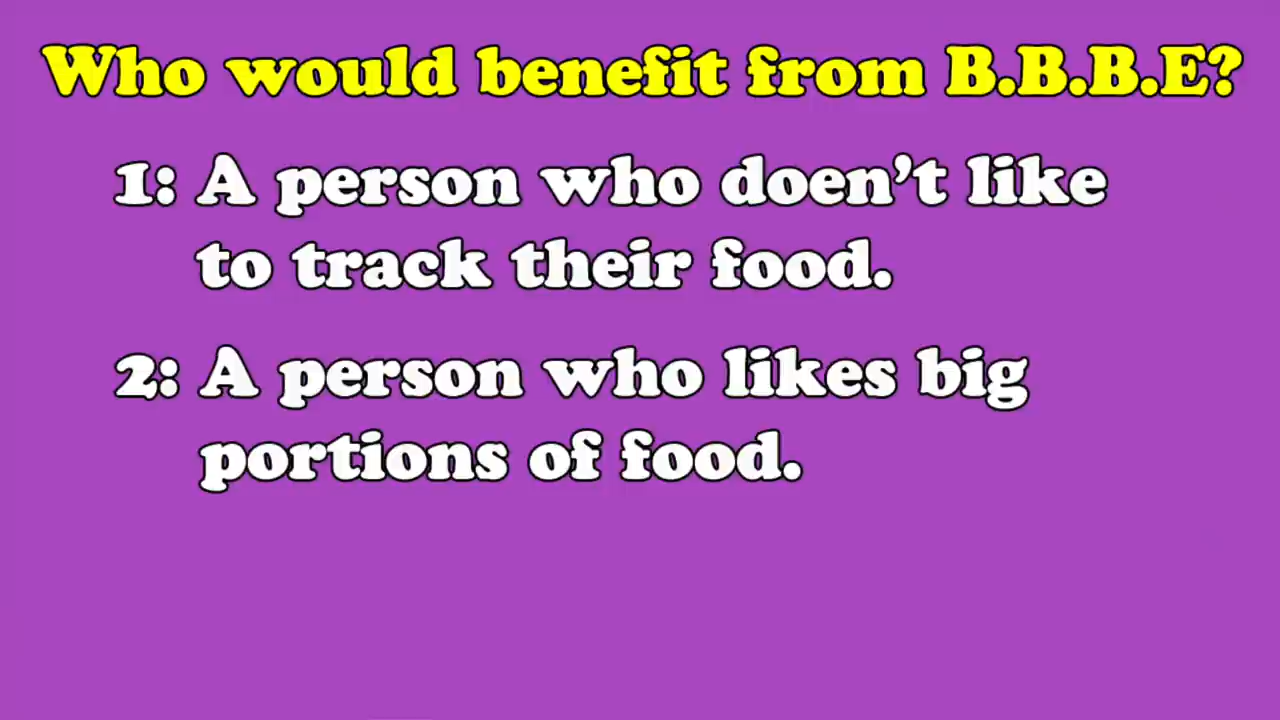 Who would benefit from B.B.B.E?
1: A person who doen’t like
to track their food.
2: A person who likes big
portions of food.